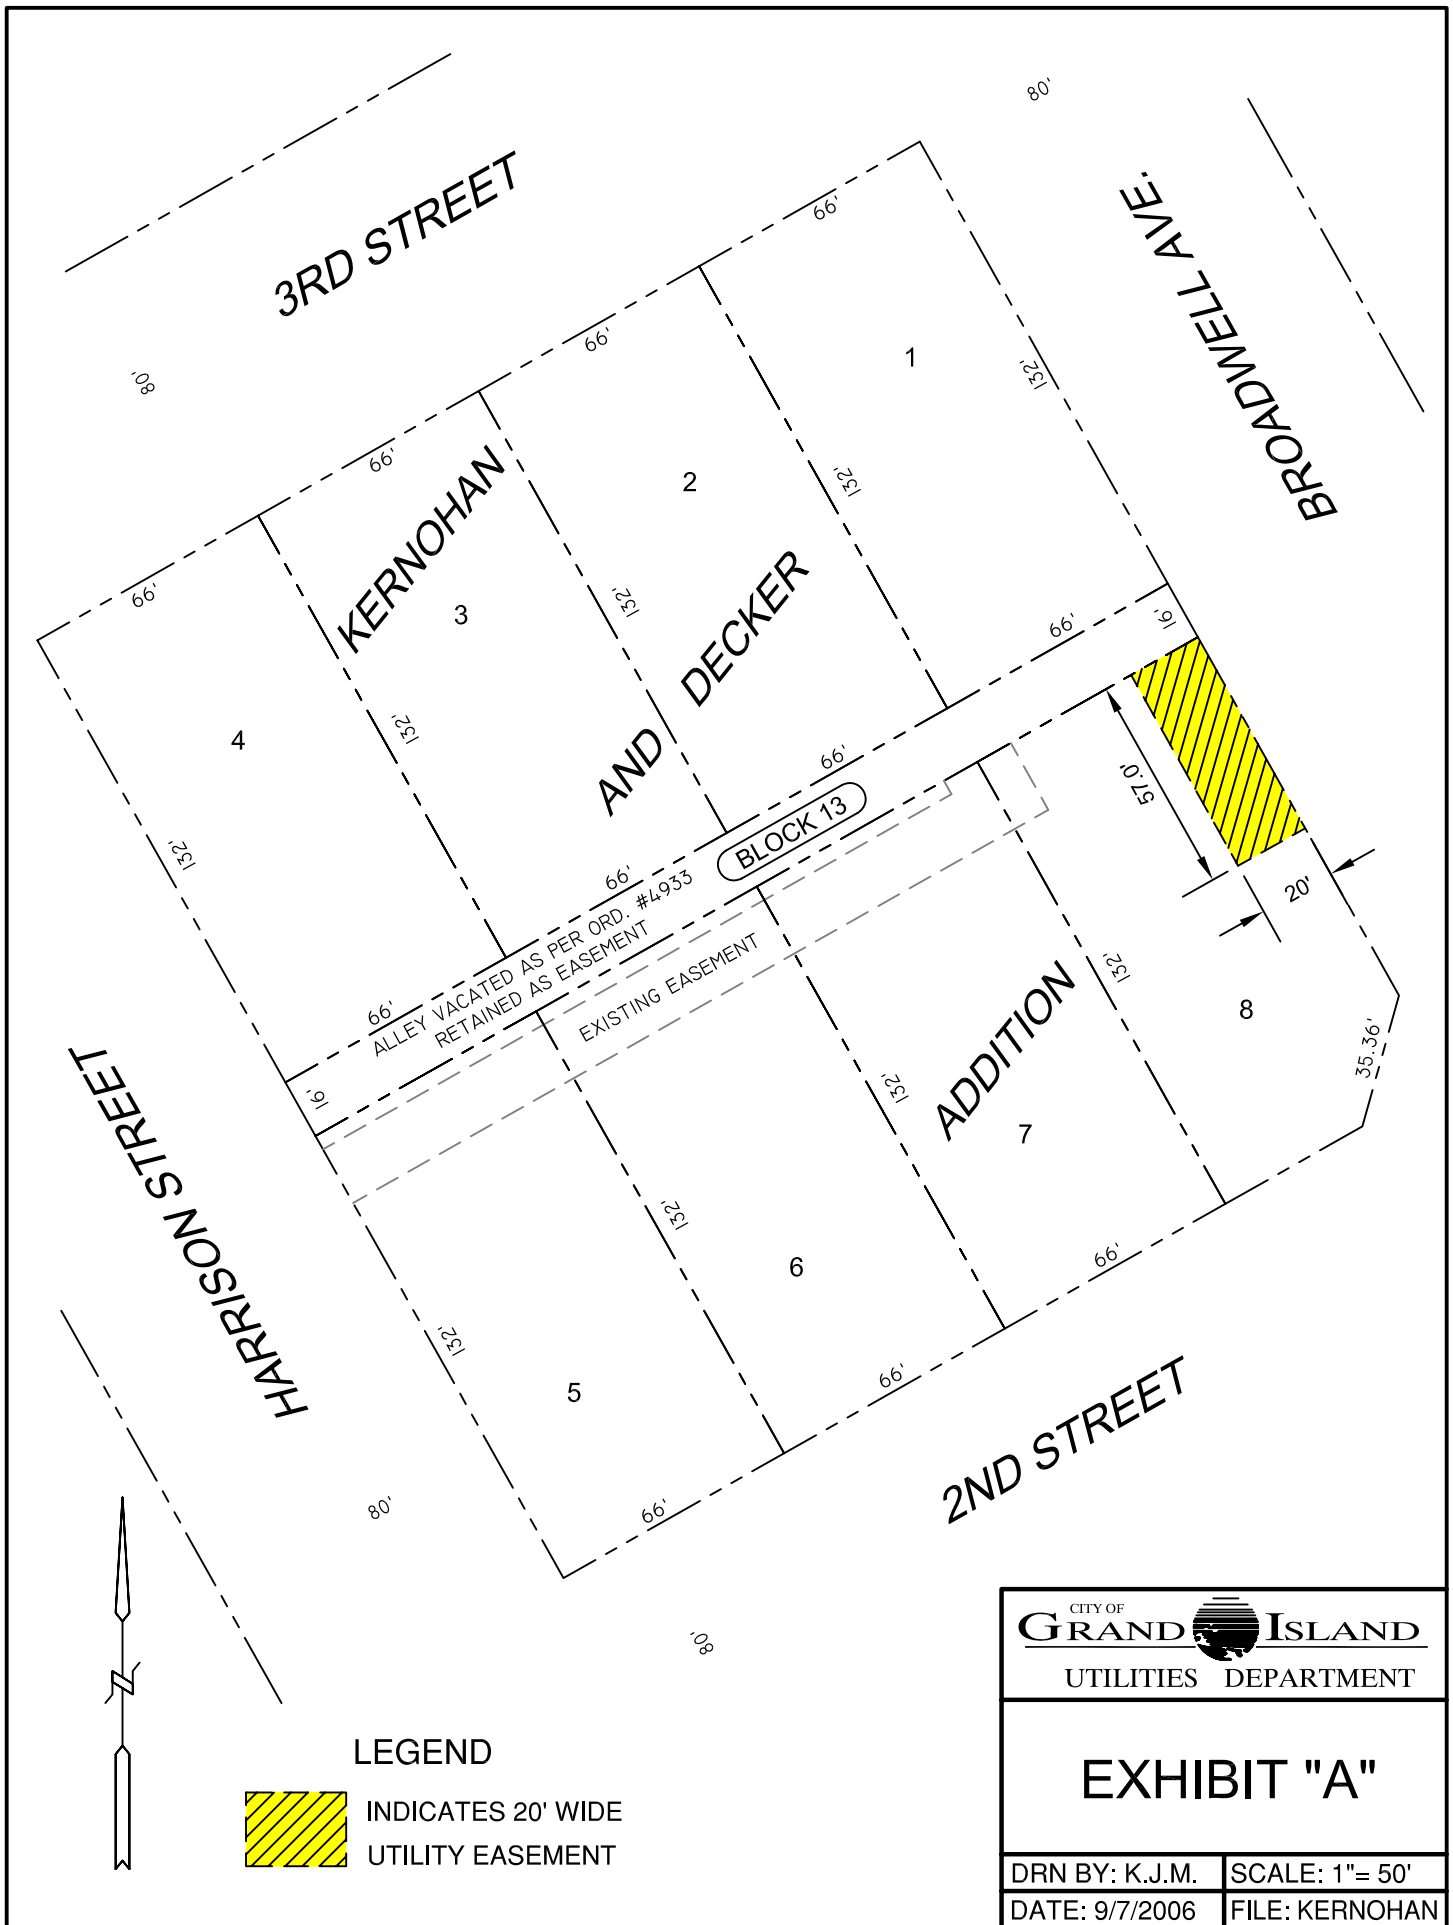 80'
3RD STREET
BROADWELL AVE.
66'
66'
1
132'
80'
66'
KERNOHAN
2
132'
66'
3
132'
AND DECKER
66'
16'
4
132'
66'
57.0'
BLOCK 13
132'
66'
20'
ALLEY VACATED AS PER ORD. #4933
RETAINED AS EASEMENT
EXISTING EASEMENT
132'
66'
8
ADDITION
35.36'
16'
132'
7
HARRISON STREET
132'
6
66'
132'
5
66'
2ND STREET
66'
80'
80'
LEGEND
INDICATES 20' WIDE
UTILITY EASEMENT
CITY OF
GRAND ISLAND
UTILITIES DEPARTMENT
EXHIBIT "A"
DRN BY: K.J.M.
SCALE: 1"= 50'
DATE: 9/7/2006
FILE: KERNOHAN